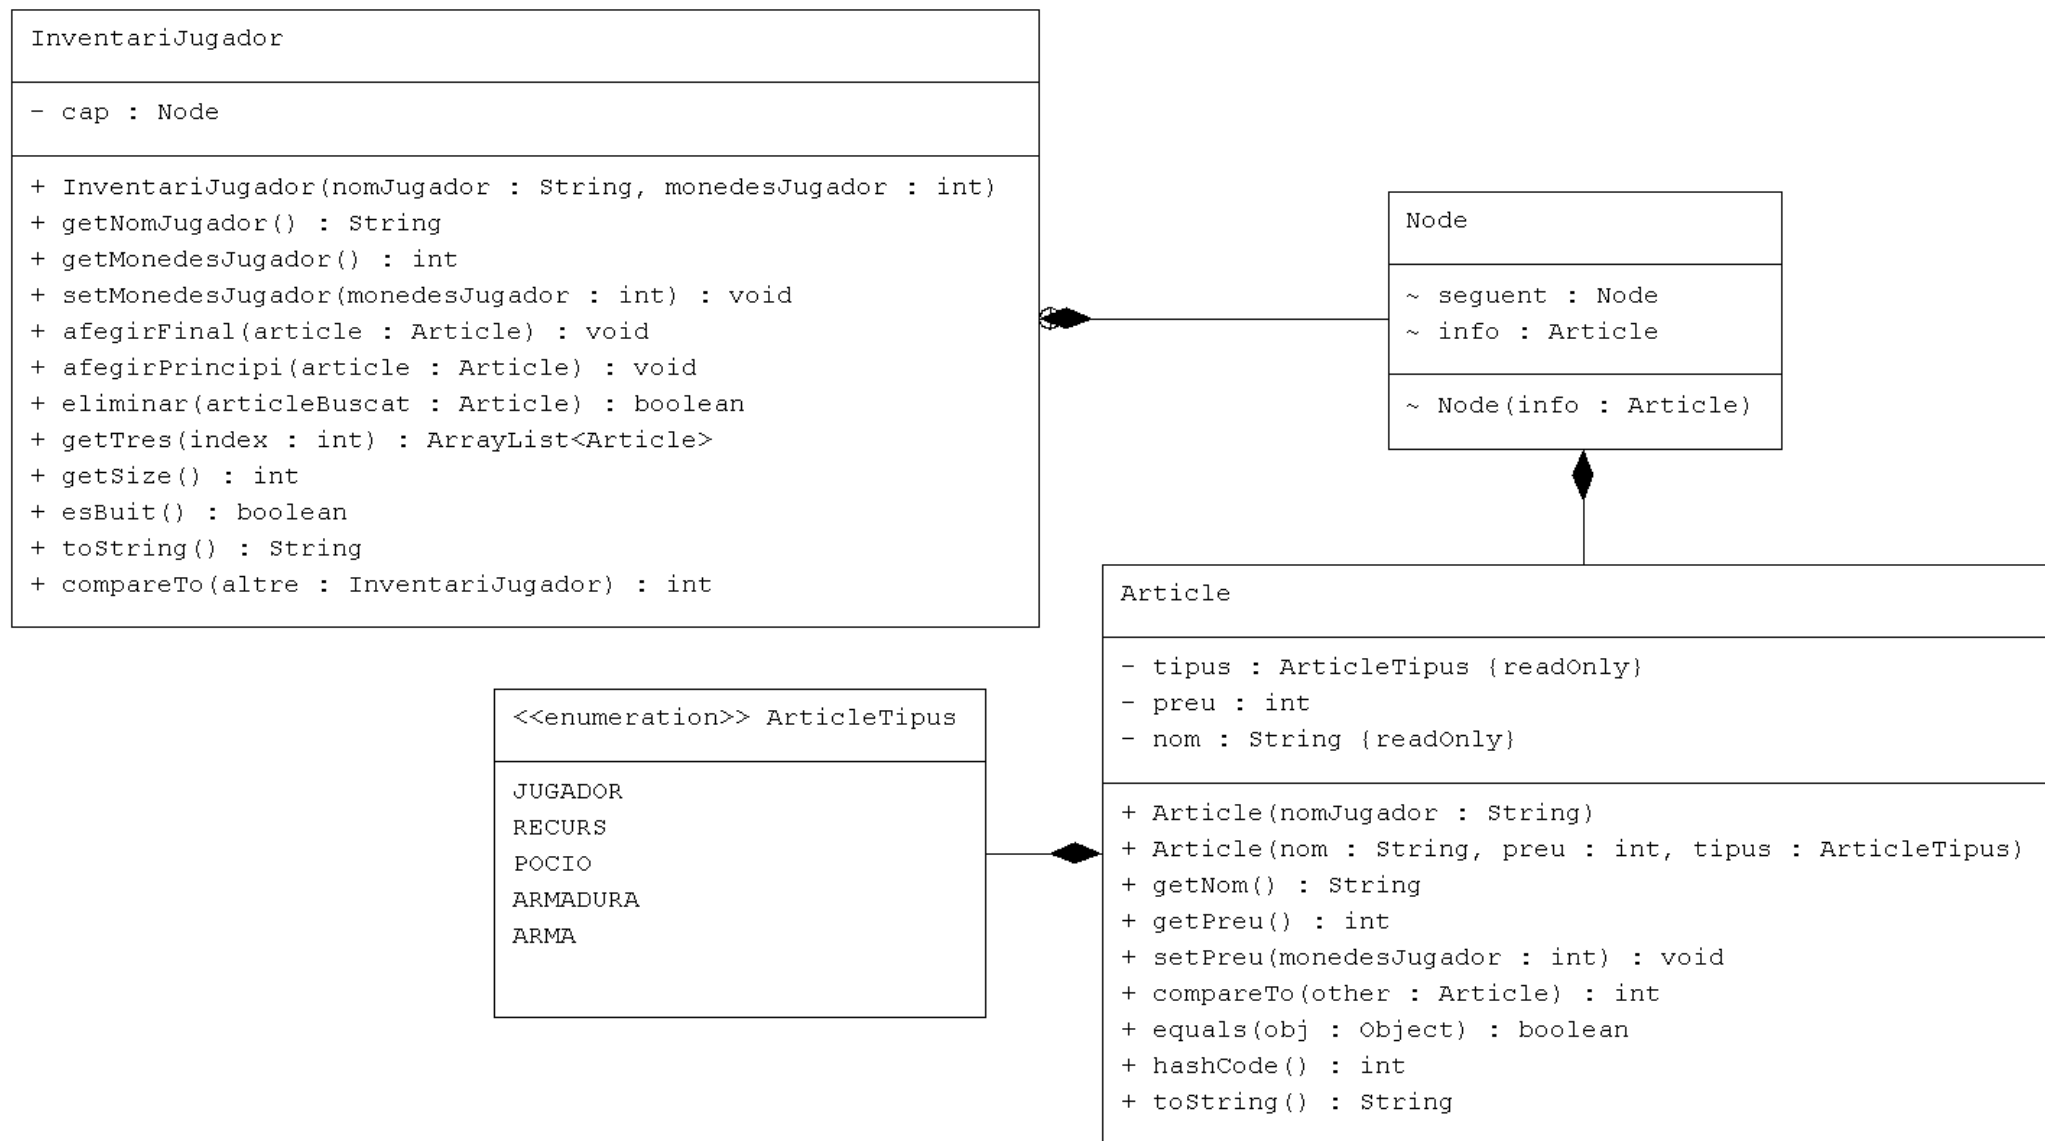 InventariJugador
- cap : Node
+ InventariJugador(nomJugador : String, monedesJugador : int)
+ getNomJugador() : String
+ getMonedesJugador() : int
+ setMonedesJugador(monedesJugador : int) : void
+ afegirFinal(article : Article) : void
+ afegirPrincipi(article : Article) : void
+ eliminar(articleBuscat : Article) : boolean
+ getTres(index : int) : ArrayList<Article>
+ getSize() : int
+ esBuit() : boolean
+ toString() : String
+ compareTo(altre : InventariJugador) : int
Node
~ seguent : Node
~ info : Article
~ Node(info : Article)
<<enumeration>> ArticleTipus
JUGADOR
RECURS
POCIO
ARMADURA
ARMA
Article
- tipus : ArticleTipus {readOnly}
- preu : int
- nom : String {readOnly}
+ Article(nomJugador : String)
+ Article(nom : String, preu : int, tipus : ArticleTipus)
+ getNom() : String
+ getPreu() : int
+ setPreu(monedesJugador : int) : void
+ compareTo(other : Article) : int
+ equals(obj : Object) : boolean
+ hashCode() : int
+ toString() : String